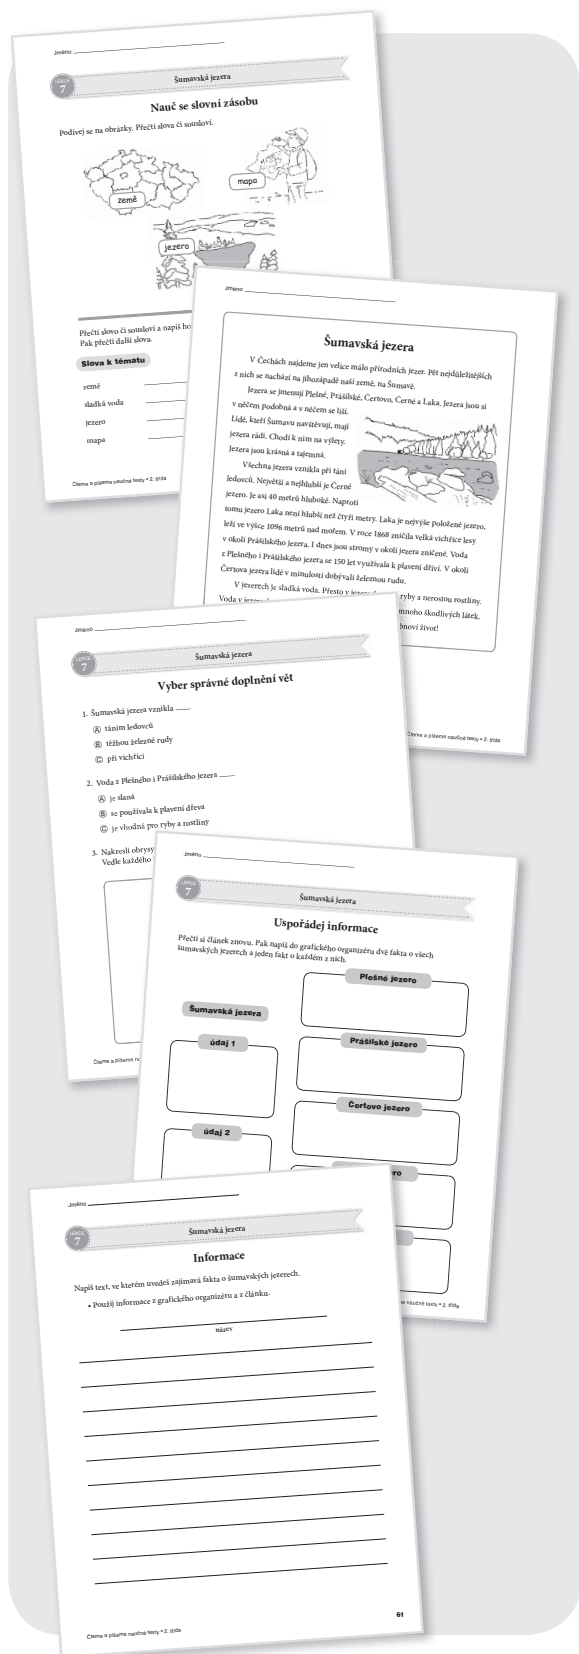 Jméno
LEKCE
7
Šumavská jezera
Nauč se slovní zásobu
Podívej se na obrázky. Přečti slova či sousloví.
země
mapa
jezero
Přečti slovo či sousloví a napiš ho
Pak přečti další slova.
Slova k tématu
země
sladká voda
jezero
mapa
Čteme a píšeme naučné texty • 2. třída
Jméno
Šumavská jezera
V Čechách najdeme jen velice málo přírodních jezer. Pět nejdůležitějších
z nich se nachází na jihozápadě naší země, na Šumavě.
Jezera se jmenují Plešné, Prášilské, Čertovo, Černé a Laka. Jezera jsou si
v něčem podobná a v něčem se liší.
Lidé, kteří Šumavu navštěvují, mají
jezera rádi. Chodí k nim na výlety.
Jezera jsou krásná a tajemná.
Všechna jezera vznikla při tání
ledovců. Největší a nejhlubší je Černé
jezero. Je asi 40 metrů hluboké. Naproti
tomu jezero Laka není hlubší než čtyři metry. Laka je nejvýše položené jezero,
leží ve výšce 1096 metrů nad mořem. V roce 1868 zničila velká vichřice lesy
v okolí Prášilského jezera. I dnes jsou stromy v okolí jezera zničené. Voda
z Plešného i Prášilského jezera se 150 let využívala k plavení dříví. V okolí
Čertova jezera lidé v minulosti dobývali železnou rudu.
V jezerech je sladká voda. Přesto v ryby a nerostou rostliny.
Voda v mnoho škodlivých látek.
život!
Čteme a píšeme naučné texty • 2. třída
Jméno
LEKCE
7
Šumavská jezera
Vyber správné doplnění vět
1. Šumavská jezera vznikla
A táním ledovců
B těžbou železné rudy
C při vichřici
2. Voda z Plešného i Prášilského jezera
A je slaná
B se používala k plavení dřeva
C je vhodná pro ryby a rostliny
3. Nakresli obrysy
Vedle každého
Čteme a píšeme
Jméno
LEKCE
7
Šumavská jezera
Uspořádej informace
Přečti si článek znovu. Pak napiš do grafického organizéru dvě fakta o všech
šumavských jezerech a jeden fakt o každém z nich.
Plešné jezero
Šumavská jezera
údaj 1
Prášilské jezero
Čertovo jezero
údaj 2
naučné texty • 2. třída
Jméno
LEKCE
7
Šumavská jezera
Informace
Napiš text, ve kterém uvedeš zajímavá fakta o šumavských jezerech.
• Použij informace z grafického organizéru a z článku.
název
61
Čteme a píšeme naučné texty • 2. třída